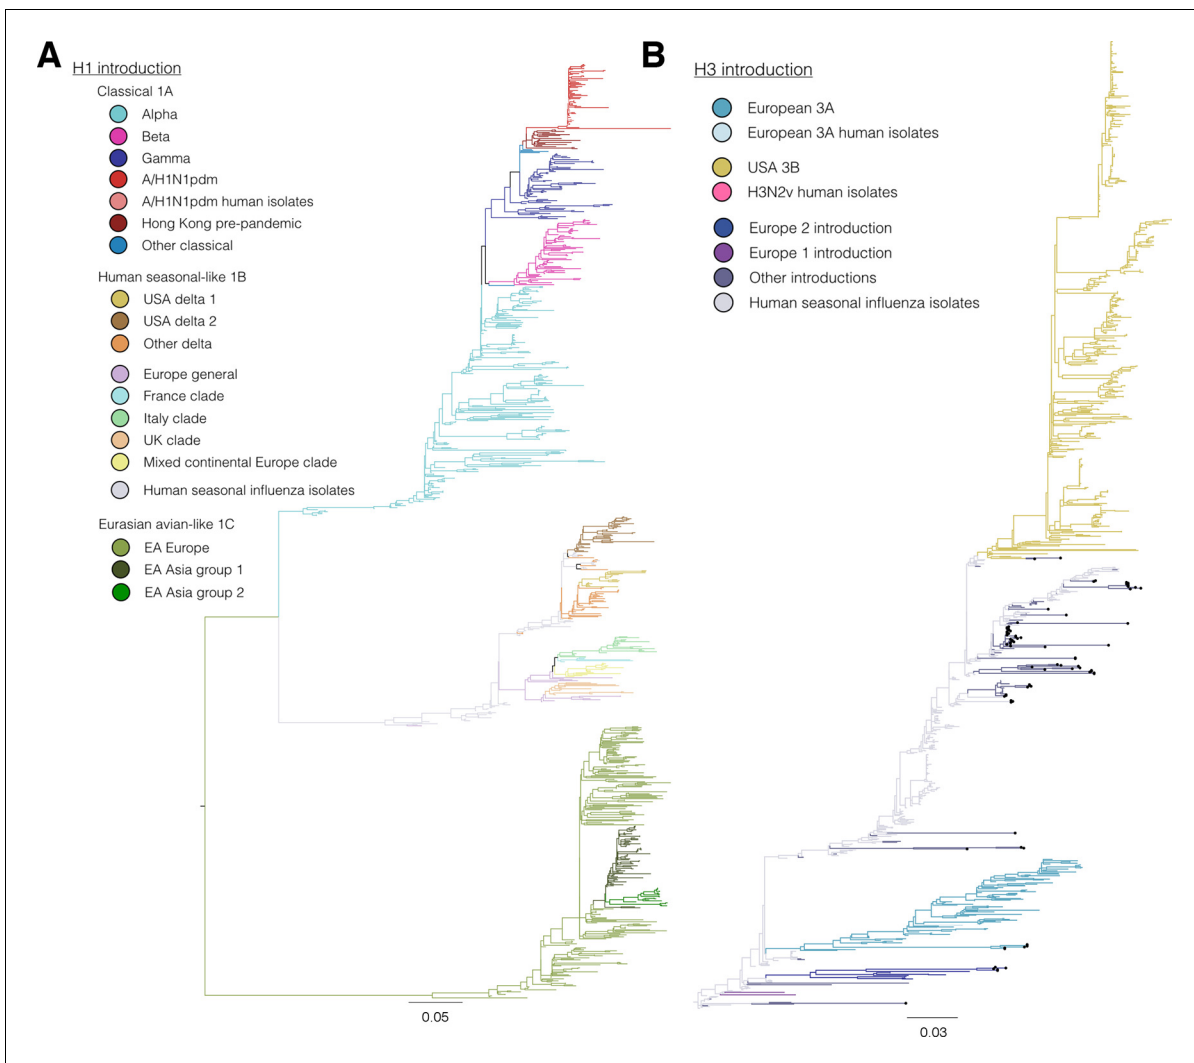 A
H1 introduction
Classical 1A
Alpha
Beta
Gamma
A/H1N1pdm
A/H1N1pdm human isolates
Hong Kong pre-pandemic
Other classical
Human seasonal-like 1B
USA delta 1
USA delta 2
Other delta
Europe general
France clade
Italy clade
UK clade
Mixed continental Europe clade
Human seasonal influenza isolates
Eurasian avian-like 1C
EA Europe
EA Asia group 1
EA Asia group 2
0.05
B
H3 introduction
European 3A
European 3A human isolates
USA 3B
H3N2v human isolates
Europe 2 introduction
Europe 1 introduction
Other introductions
Human seasonal influenza isolates
0.03